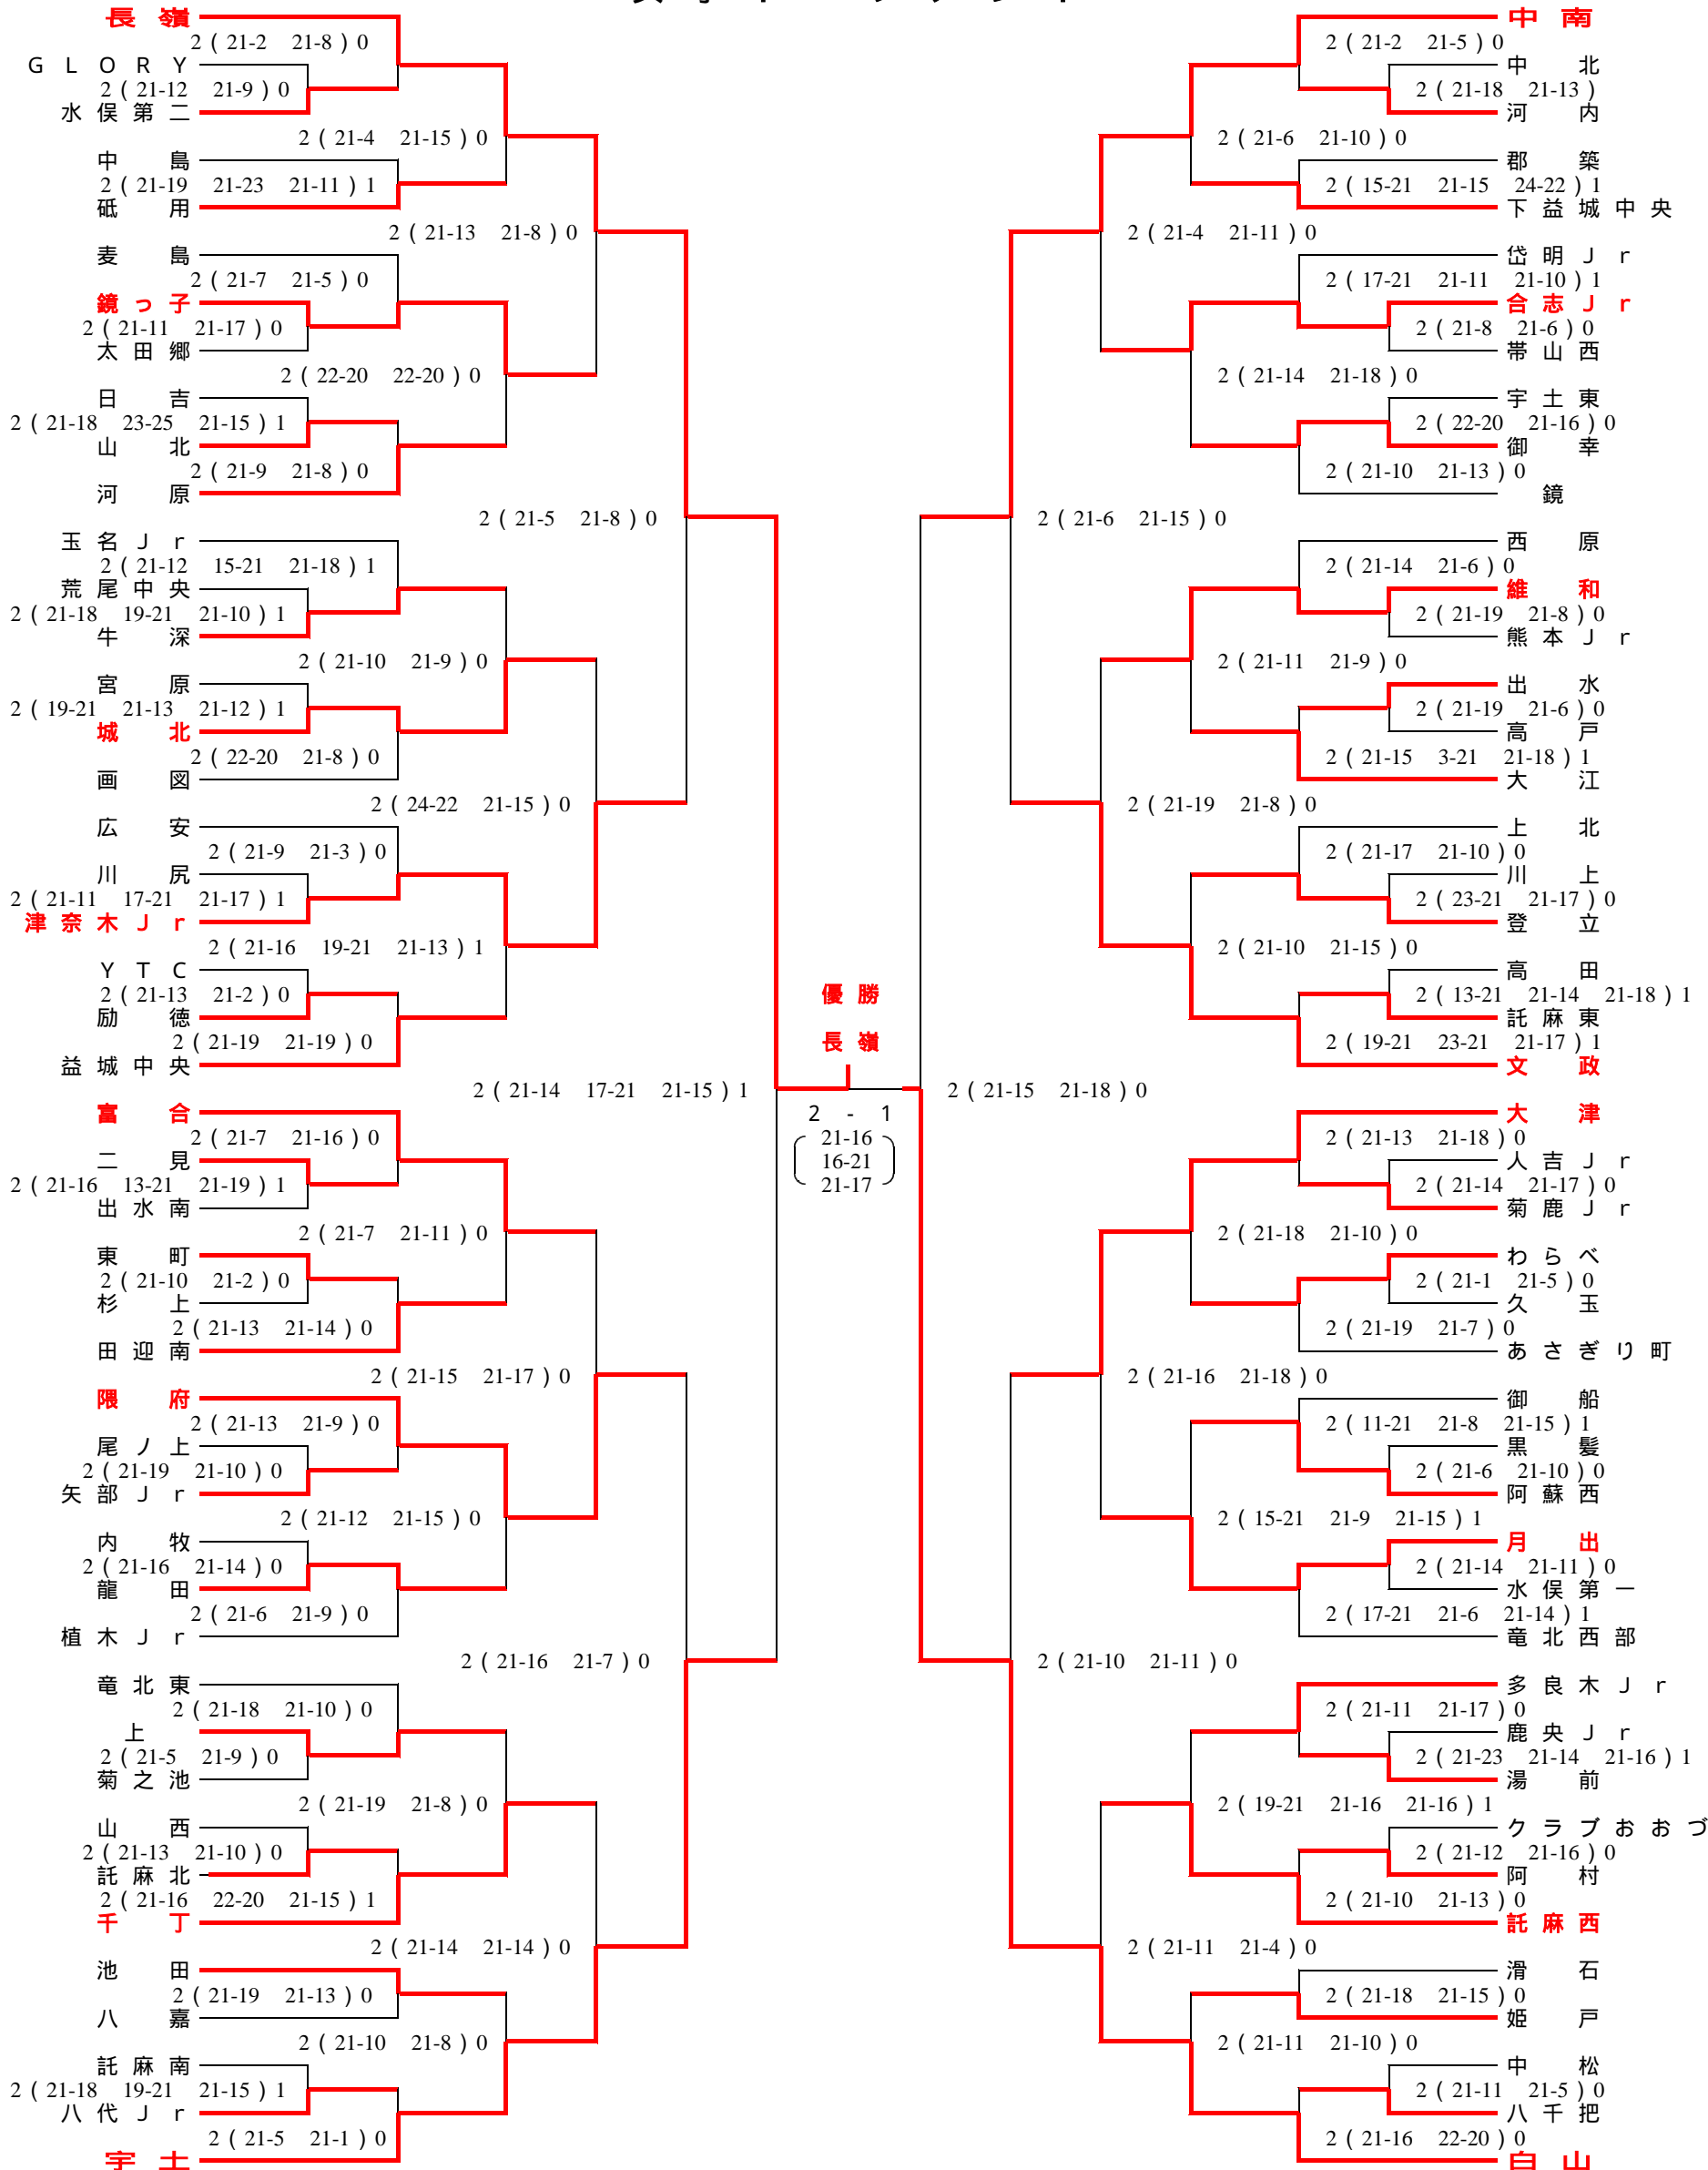 長嶺
2 ( 21-2 21-8 ) 0
GLORY
2 ( 21-12 21-9 ) 0
水俣第二
2 ( 21-4 21-15 ) 0
中島
2 ( 21-19 21-23 21-11 ) 1
砥用
2 ( 21-13 21-8 ) 0
麦島
2 ( 21-7 21-5 ) 0
鏡っ子
2 ( 21-11 21-17 ) 0
太田郷
2 ( 22-20 22-20 ) 0
日吉
2 ( 21-18 23-25 21-15 ) 1
山北
2 ( 21-9 21-8 ) 0
河原
2 ( 21-5 21-8 ) 0
玉名Jr
2 ( 21-12 15-21 21-18 ) 1
荒尾中央
2 ( 21-18 19-21 21-10 ) 1
牛深
2 ( 21-10 21-9 ) 0
宮原
2 ( 19-21 21-13 21-12 ) 1
城北
2 ( 22-20 21-8 ) 0
画図
2 ( 24-22 21-15 ) 0
広安
2 ( 21-9 21-3 ) 0
川尻
2 ( 21-11 17-21 21-17 ) 1
津奈木Jr
2 ( 21-16 19-21 21-13 ) 1
YTC
2 ( 21-13 21-2 ) 0
励徳
2 ( 21-19 21-19 ) 0
益城中央
2 ( 21-14 17-21 21-15 ) 1
富合
2 ( 21-7 21-16 ) 0
二見
2 ( 21-16 13-21 21-19 ) 1
出水南
2 ( 21-7 21-11 ) 0
東町
2 ( 21-10 21-2 ) 0
杉上
2 ( 21-13 21-14 ) 0
田迎南
2 ( 21-15 21-17 ) 0
隈府
2 ( 21-13 21-9 ) 0
尾ノ上
2 ( 21-19 21-10 ) 0
矢部Jr
2 ( 21-12 21-15 ) 0
内牧
2 ( 21-16 21-14 ) 0
龍田
2 ( 21-6 21-9 ) 0
植木Jr
2 ( 21-16 21-7 ) 0
竜北東
2 ( 21-18 21-10 ) 0
上
2 ( 21-5 21-9 ) 0
菊之池
2 ( 21-19 21-8 ) 0
山西
2 ( 21-13 21-10 ) 0
託麻北
2 ( 21-16 22-20 21-15 ) 1
千丁
2 ( 21-14 21-14 ) 0
池田
2 ( 21-19 21-13 ) 0
八嘉
2 ( 21-10 21-8 ) 0
託麻南
2 ( 21-18 19-21 21-15 ) 1
八代Jr
2 ( 21-5 21-1 ) 0
宇土
優勝
長嶺
2 - 1
21-16
16-21
21-17
中南
2 ( 21-2 21-5 ) 0
中北
2 ( 21-18 21-13 )
河内
2 ( 21-6 21-10 ) 0
郡築
2 ( 15-21 21-15 24-22 ) 1
下益城中央
2 ( 21-4 21-11 ) 0
岱明Jr
2 ( 17-21 21-11 21-10 ) 1
合志Jr
2 ( 21-8 21-6 ) 0
帯山西
2 ( 21-14 21-18 ) 0
宇土東
2 ( 22-20 21-16 ) 0
御幸
2 ( 21-10 21-13 ) 0
鏡
2 ( 21-6 21-15 ) 0
西原
2 ( 21-14 21-6 ) 0
維和
2 ( 21-19 21-8 ) 0
熊本Jr
2 ( 21-11 21-9 ) 0
出水
2 ( 21-19 21-6 ) 0
高戸
2 ( 21-15 3-21 21-18 ) 1
大江
2 ( 21-19 21-8 ) 0
上北
2 ( 21-17 21-10 ) 0
川上
2 ( 23-21 21-17 ) 0
登立
2 ( 21-10 21-15 ) 0
高田
2 ( 13-21 21-14 21-18 ) 1
託麻東
2 ( 19-21 23-21 21-17 ) 1
文政
2 ( 21-15 21-18 ) 0
大津
2 ( 21-13 21-18 ) 0
人吉Jr
2 ( 21-14 21-17 ) 0
菊鹿Jr
2 ( 21-18 21-10 ) 0
わらべ
2 ( 21-1 21-5 ) 0
久玉
2 ( 21-19 21-7 ) 0
あさぎり町
2 ( 21-16 21-18 ) 0
御船
2 ( 11-21 21-8 21-15 ) 1
黒髪
2 ( 21-6 21-10 ) 0
阿蘇西
2 ( 15-21 21-9 21-15 ) 1
月出
2 ( 21-14 21-11 ) 0
水俣第一
2 ( 17-21 21-6 21-14 ) 1
竜北西部
2 ( 21-10 21-11 ) 0
多良木Jr
2 ( 21-11 21-17 ) 0
鹿央Jr
2 ( 21-23 21-14 21-16 ) 1
湯前
2 ( 19-21 21-16 21-16 ) 1
クラブおおづ
2 ( 21-12 21-16 ) 0
阿村
2 ( 21-10 21-13 ) 0
託麻西
2 ( 21-11 21-4 ) 0
滑石
2 ( 21-18 21-15 ) 0
姫戸
2 ( 21-11 21-10 ) 0
中松
2 ( 21-11 21-5 ) 0
八千把
2 ( 21-16 22-20 ) 0
白山